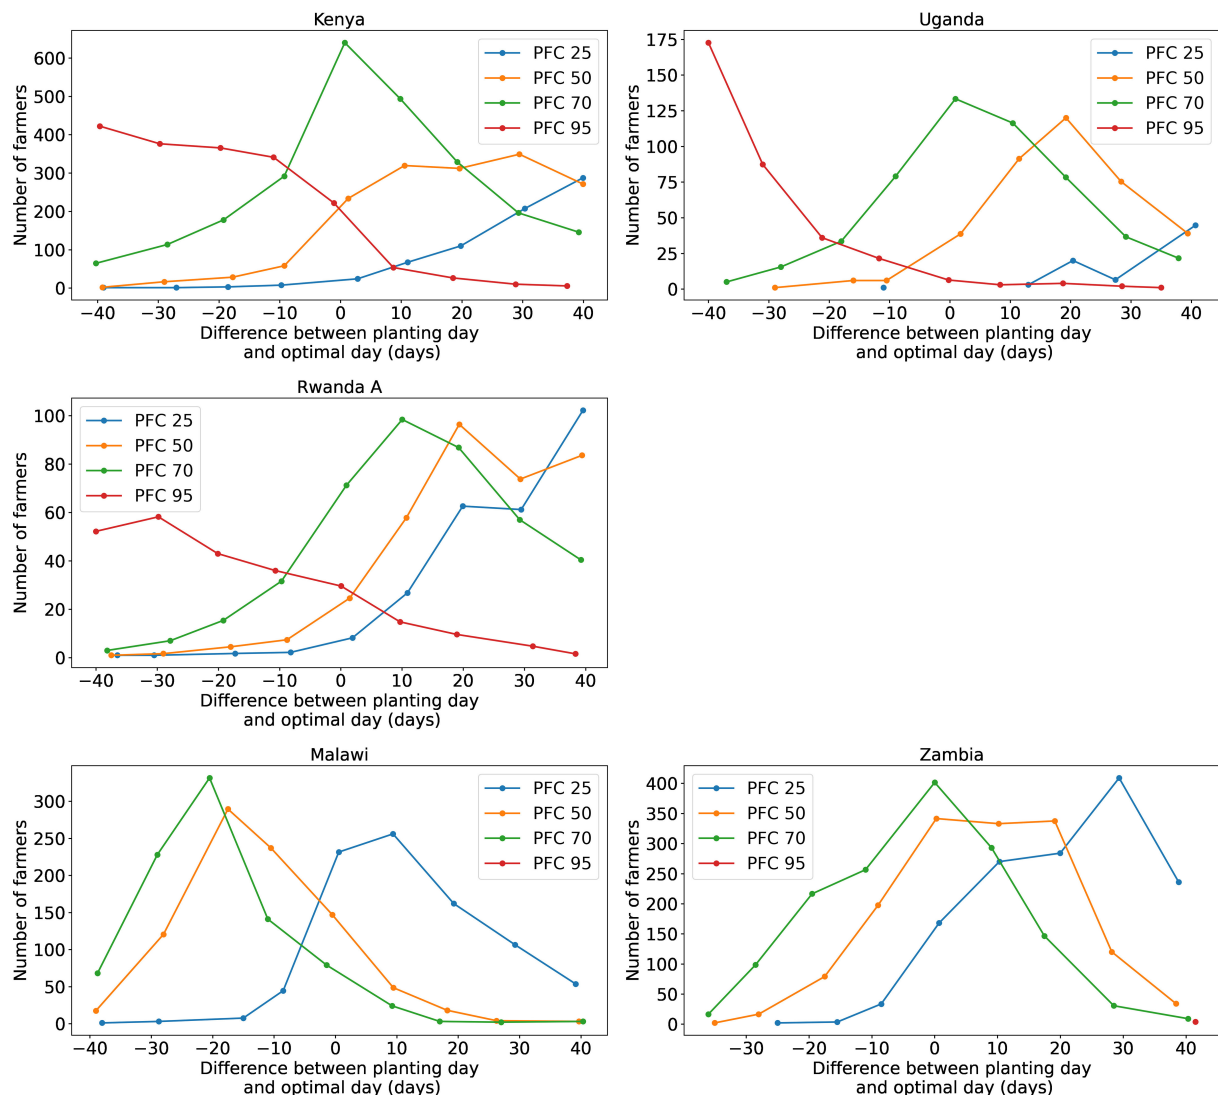 Kenya
Number of farmers
600
500
400
300
200
100
0
PFC 25
PFC 50
PFC 70
PFC 95
−40 −30 −20 −10 0 10 20 30 40
Difference between planting day
and optimal day (days)
Uganda
Number of farmers
175
150
125
100
75
50
25
0
PFC 25
PFC 50
PFC 70
PFC 95
−40 −30 −20 −10 0 10 20 30 40
Difference between planting day
and optimal day (days)
Rwanda A
Number of farmers
100
80
60
40
20
0
PFC 25
PFC 50
PFC 70
PFC 95
−40 −30 −20 −10 0 10 20 30 40
Difference between planting day
and optimal day (days)
Malawi
Number of farmers
300
250
200
150
100
50
0
PFC 25
PFC 50
PFC 70
PFC 95
−40 −30 −20 −10 0 10 20 30 40
Difference between planting day
and optimal day (days)
Zambia
Number of farmers
400
350
300
250
200
150
100
50
0
PFC 25
PFC 50
PFC 70
PFC 95
−30 −20 −10 0 10 20 30 40
Difference between planting day
and optimal day (days)